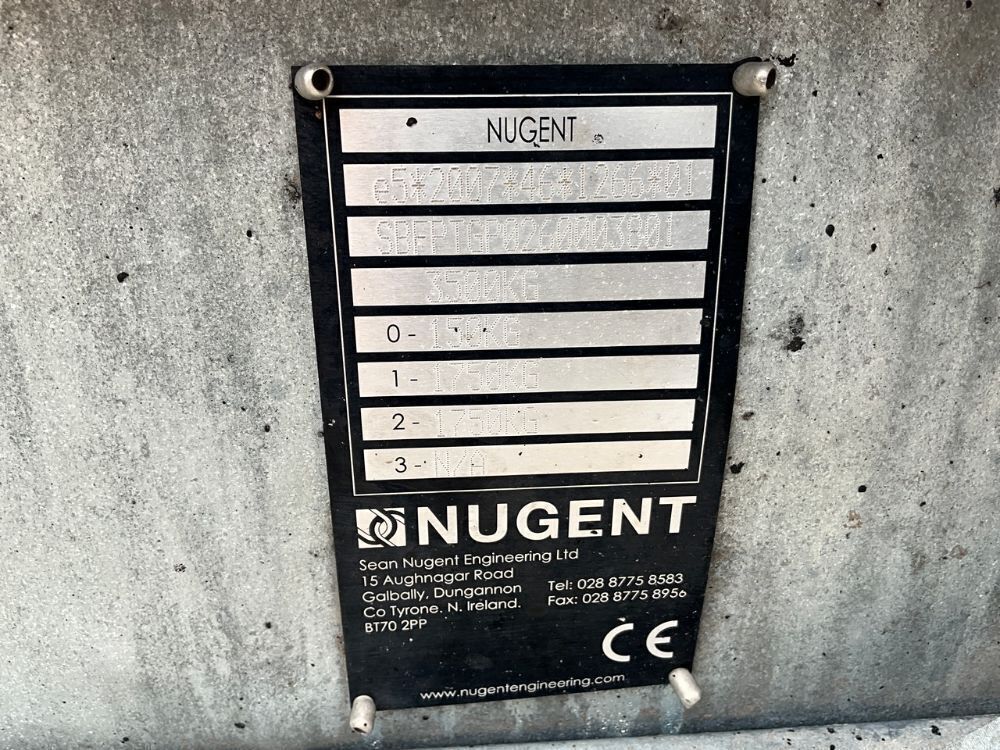 NUGENT
e5*2007*46*1266*01
3500KG
0- 150KG
1- 1750KG
2- 1750KG
3- N/A
NUGENT
Sean Nugent Engineering Ltd
15 Aughnagar Road
Galbally, Dungannon
Co Tyrone. N. Ireland.
BT70 2PP
Tel: 028 8775 8583
Fax: 028 8775 8956
CE
www.nugentengineering.com